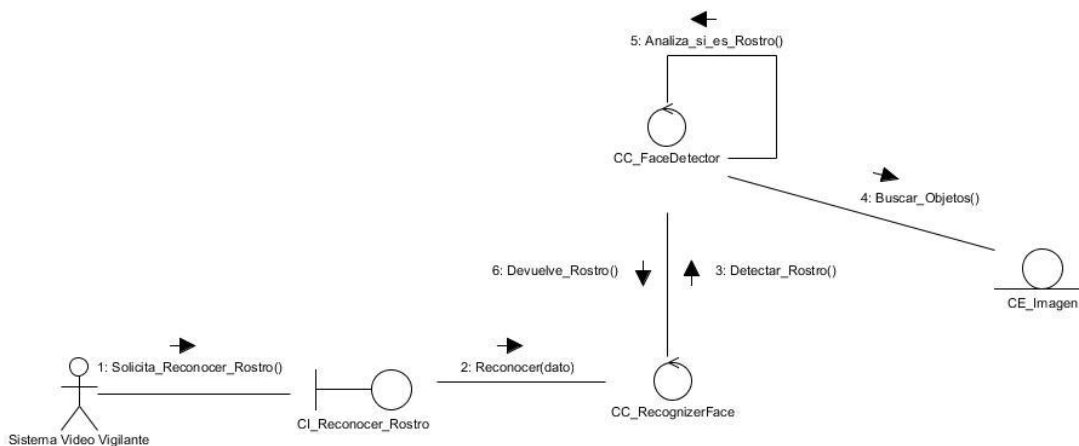 5: Analiza_si_es_Rostro()
CC_FaceDetector
4: Buscar_Objetos()
6: Devuelve_Rostro()
3: Detectar_Rostro()
CE_Imagen
1: Solicita_Reconocer_Rostro()
2: Reconocer(dato)
CI_Reconocer_Rostro
CC_RecognizerFace
Sistema Video Vigilante